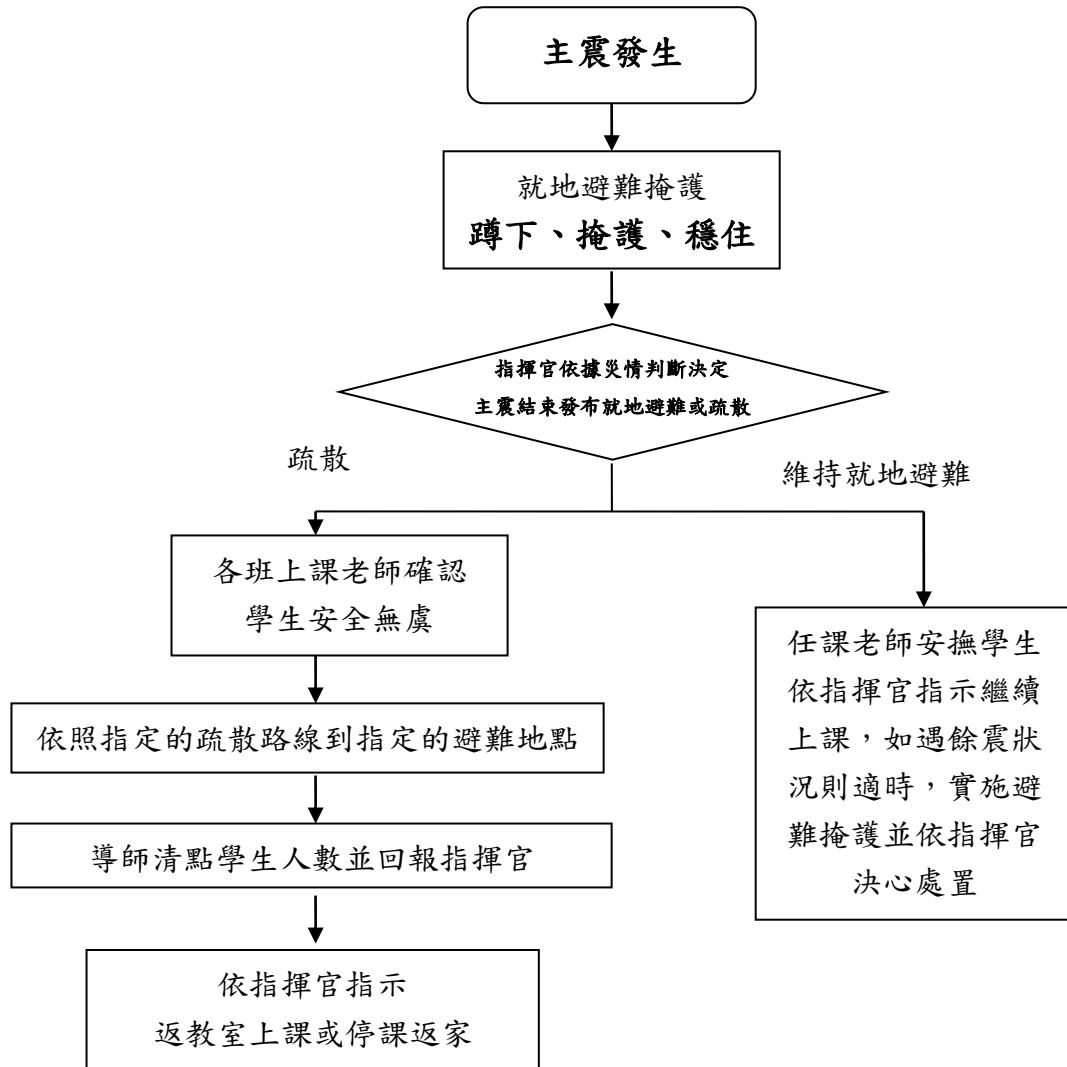 主震發生
就地避難掩護
蹲下、掩護、穩住
指揮官依據災情判斷決定
主震結束發布就地避難或疏散
疏散
維持就地避難
各班上課老師確認
學生安全無虞
依照指定的疏散路線到指定的避難地點
導師清點學生人數並回報指揮官
依指揮官指示
返教室上課或停課返家
任課老師安撫學生
依指揮官指示繼續
上課，如遇餘震狀
況則適時，實施避
難掩護並依指揮官
決心處置